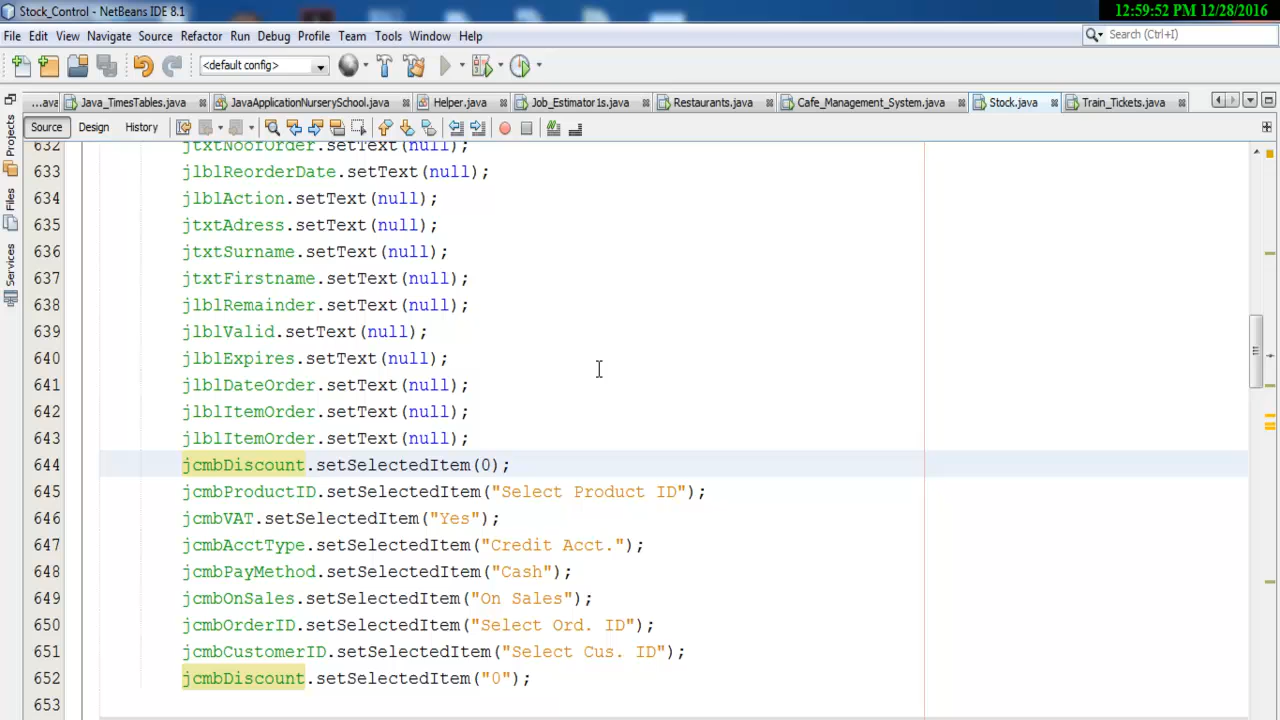 Stock_Control - NetBeans IDE 8.1
12:59:52 PM 12/28/2016
File Edit View Navigate Source Refactor Run Debug Profile Team Tools Window Help
Search (Ctrl+I)
<default config>
...ava Java_TimesTables.java JavaApplicationNurserySchool.java Helper.java Job_Estimator1s.java Restaurants.java Cafe_Management_System.java Stock.java Train_Tickets.java
Source Design History
Projects
Files
Services
632 jtxtNoofOrder.setText(null);
633 jlblReorderDate.setText(null);
634 jlblAction.setText(null);
635 jtxtAdress.setText(null);
636 jtxtSurname.setText(null);
637 jtxtFirstname.setText(null);
638 jlblRemainder.setText(null);
639 jlblValid.setText(null);
640 jlblExpires.setText(null);
641 jlblDateOrder.setText(null);
642 jlblItemOrder.setText(null);
643 jlblItemOrder.setText(null);
644 jcmbDiscount.setSelectedItem(0);
645 jcmbProductID.setSelectedItem("Select Product ID");
646 jcmbVAT.setSelectedItem("Yes");
647 jcmbAcctType.setSelectedItem("Credit Acct.");
648 jcmbPayMethod.setSelectedItem("Cash");
649 jcmbOnSales.setSelectedItem("On Sales");
650 jcmbOrderID.setSelectedItem("Select Ord. ID");
651 jcmbCustomerID.setSelectedItem("Select Cus. ID");
652 jcmbDiscount.setSelectedItem("0");
653